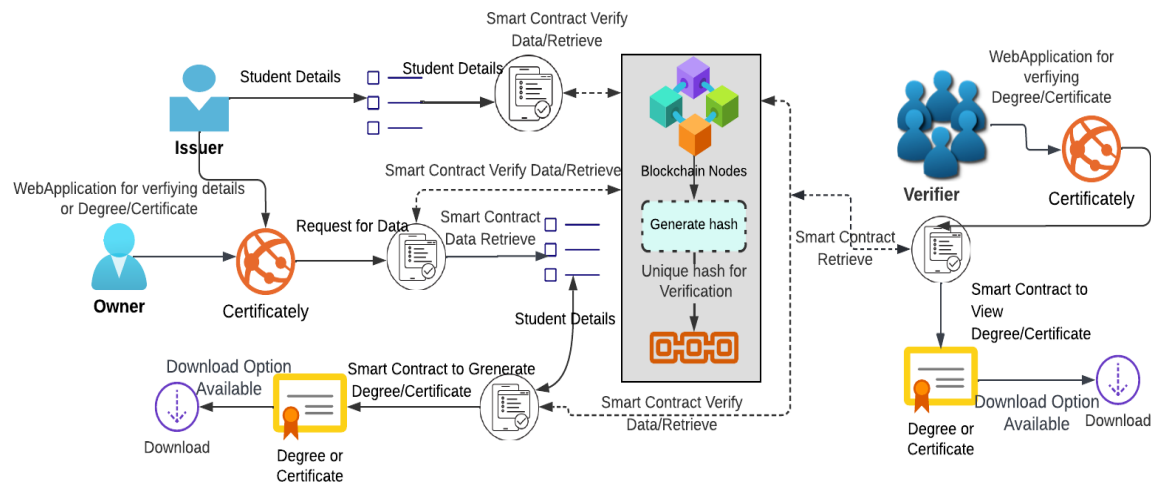 Smart Contract Verify
Data/Retrieve
Student Details
Student Details
Issuer
WebApplication for verfiying details
or Degree/Certificate
Owner
Certificately
Request for Data
Smart Contract Verify Data/Retrieve
Smart Contract
Data Retrieve
Student Details
Blockchain Nodes
Generate hash
Unique hash for
Verification
WebApplication for
verfiying
Degree/Certificate
Verifier
Certificately
Smart Contract
Retrieve
Smart Contract to
View
Degree/Certificate
Download Option
Available
Download
Smart Contract to Grenerate
Degree/Certificate
Degree or
Certificate
Smart Contract Verify
Data/Retrieve
Degree or
Certificate
Download Option
Available
Download